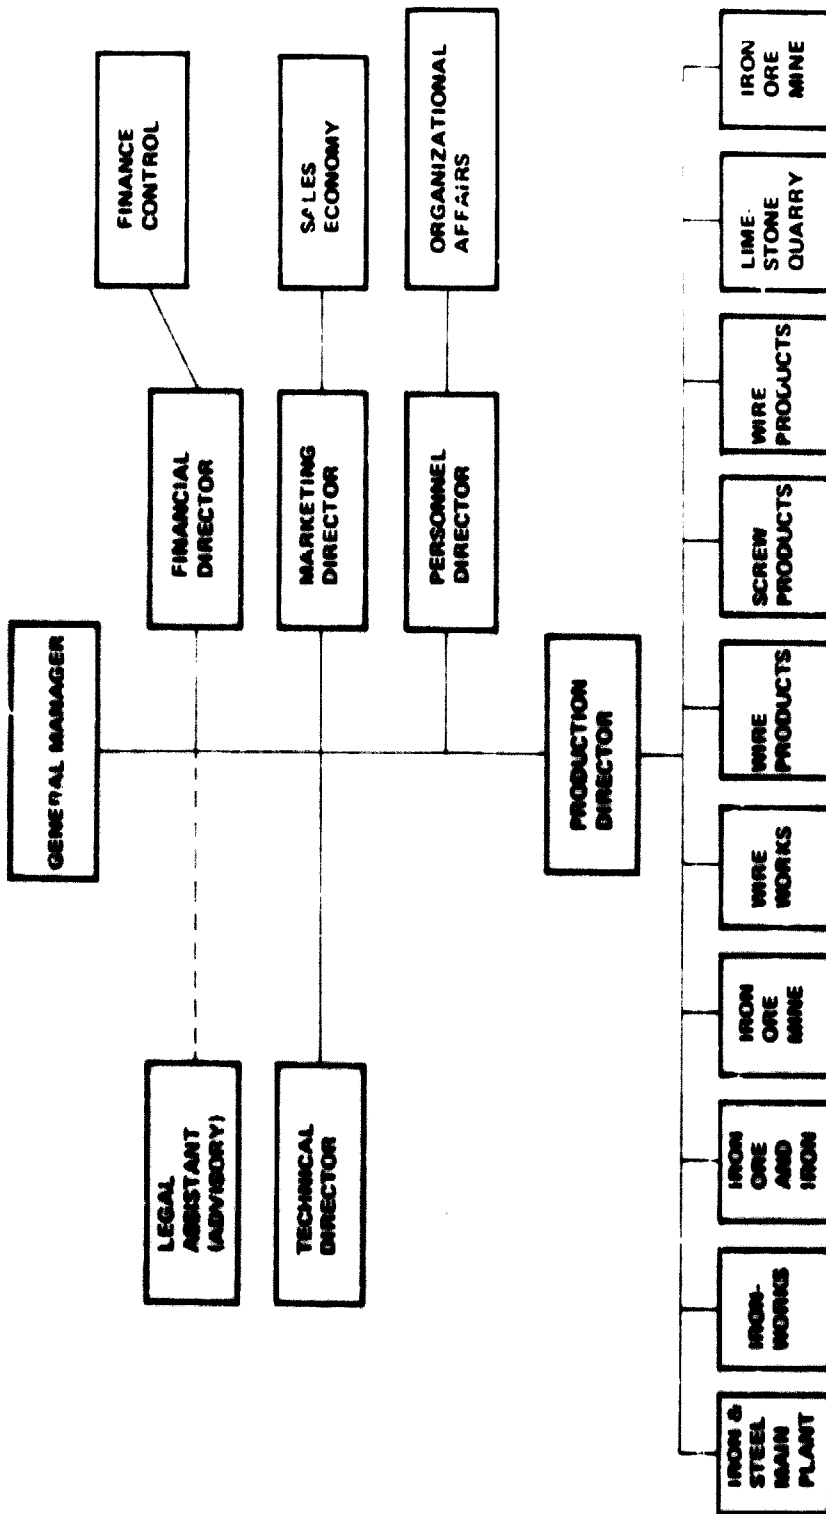 GENERAL MANAGER
LEGAL
ASSISTANT
(ADVISORY)
FINANCIAL
DIRECTOR
FINANCE
CONTROL
TECHNICAL
DIRECTOR
MARKETING
DIRECTOR
SALES
ECONOMY
PERSONNEL
DIRECTOR
ORGANIZATIONAL
AFFAIRS
PRODUCTION
DIRECTOR
IRON &
STEEL
MAIN
PLANT
IRON-
WORKS
IRON
ORE
AND
IRON
IRON
ORE
MINE
WIRE
WORKS
WIRE
PRODUCTS
SCREW
PRODUCTS
WIRE
PRODUCTS
LIME-
STONE
QUARRY
IRON
ORE
MINE